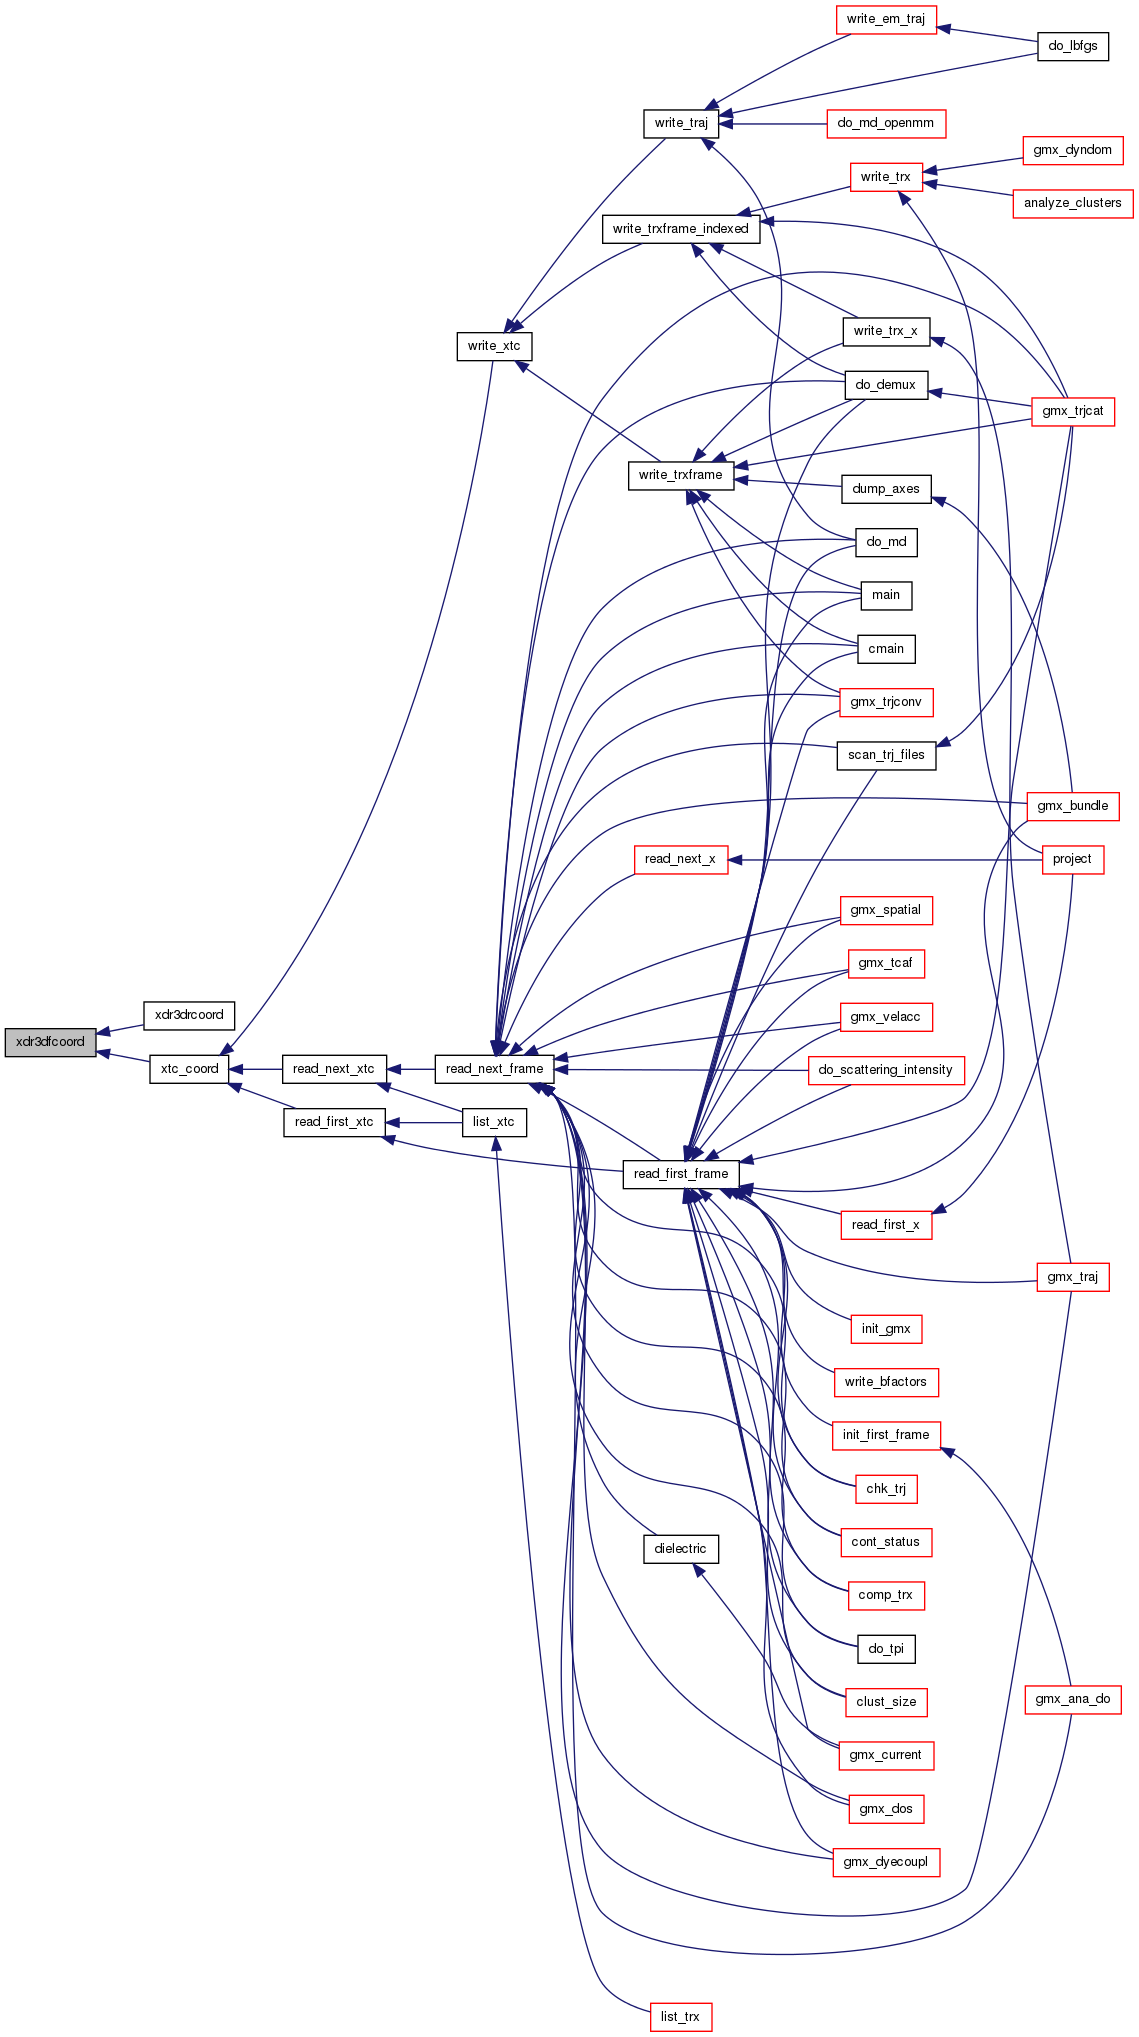 write_em_traj
do_lbfgs
write_traj
do_md_openmm
gmx_dyndom
write_trx
analyze_clusters
write_trxframe_indexed
write_trx_x
write_xtc
do_demux
gmx_trjcat
write_trxframe
dump_axes
do_md
main
cmain
gmx_trjconv
scan_trj_files
gmx_bundle
read_next_x
project
gmx_spatial
gmx_tcaf
xdr3drcoord
gmx_velacc
xdr3dfcoord
xtc_coord
read_next_xtc
read_next_frame
do_scattering_intensity
read_first_xtc
list_xtc
read_first_frame
read_first_x
gmx_traj
init_gmx
write_bfactors
init_first_frame
chk_trj
cont_status
dielectric
comp_trx
do_tpi
clust_size
gmx_ana_do
gmx_current
gmx_dos
gmx_dyecoupl
list_trx